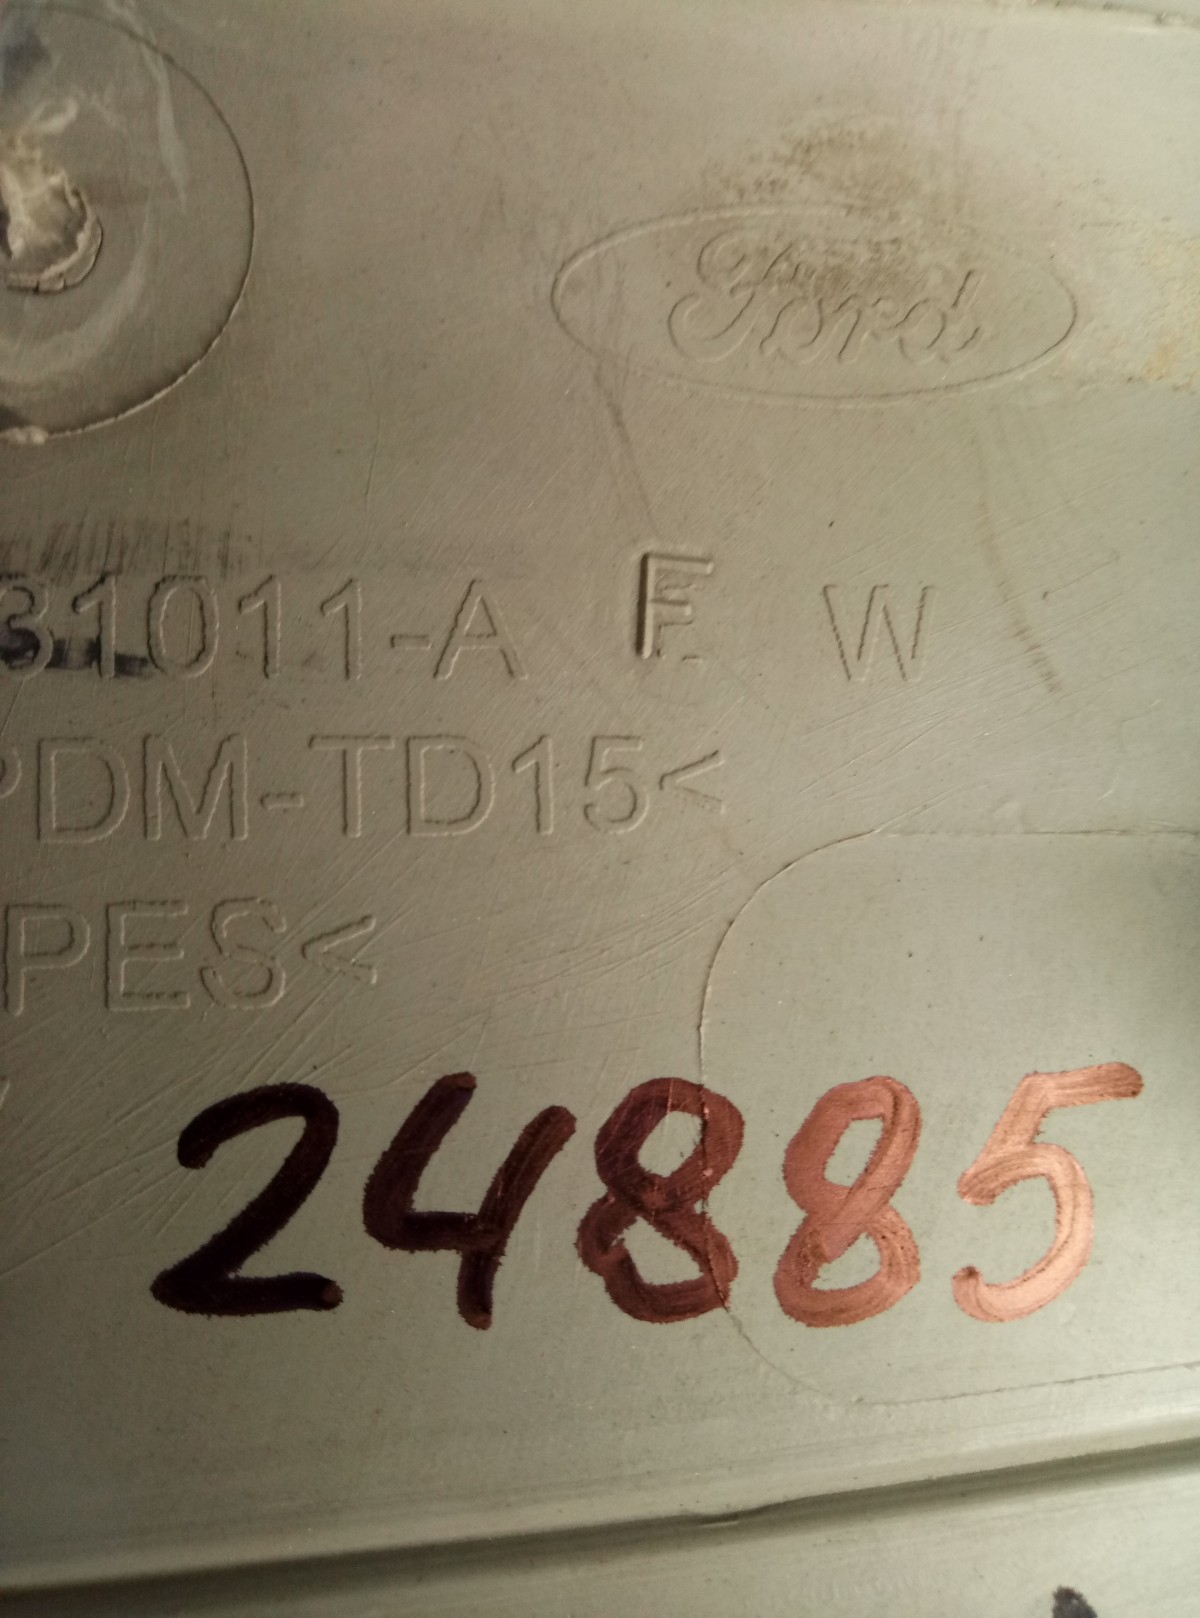 Ford
31011-A E W
PDM-TD15<
PES<
24885